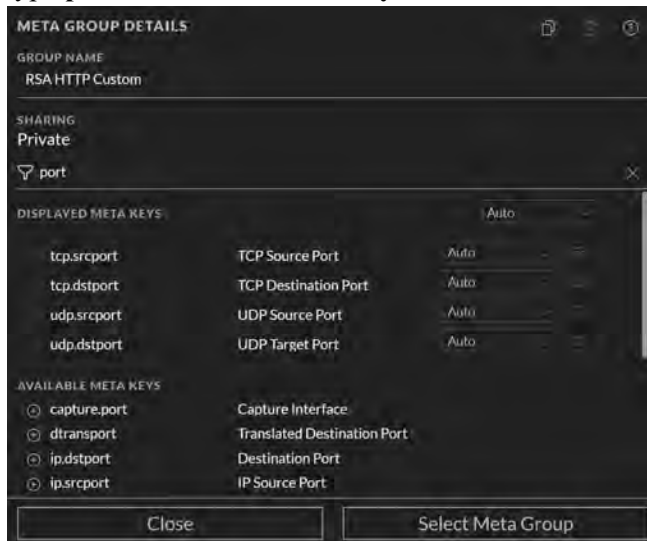 META GROUP DETAILS
GROUP NAME
RSA HTTP Custom
SHARING
Private
port
DISPLAYED META KEYS Auto
tcp.srcport TCP Source Port Auto
tcp.dstport TCP Destination Port Auto
udp.srcport UDP Source Port Auto
udp.dstport UDP Target Port Auto
AVAILABLE META KEYS
capture.port Capture Interface
dtransport Translated Destination Port
ip.dstport Destination Port
ip.srcport IP Source Port
Close Select Meta Group